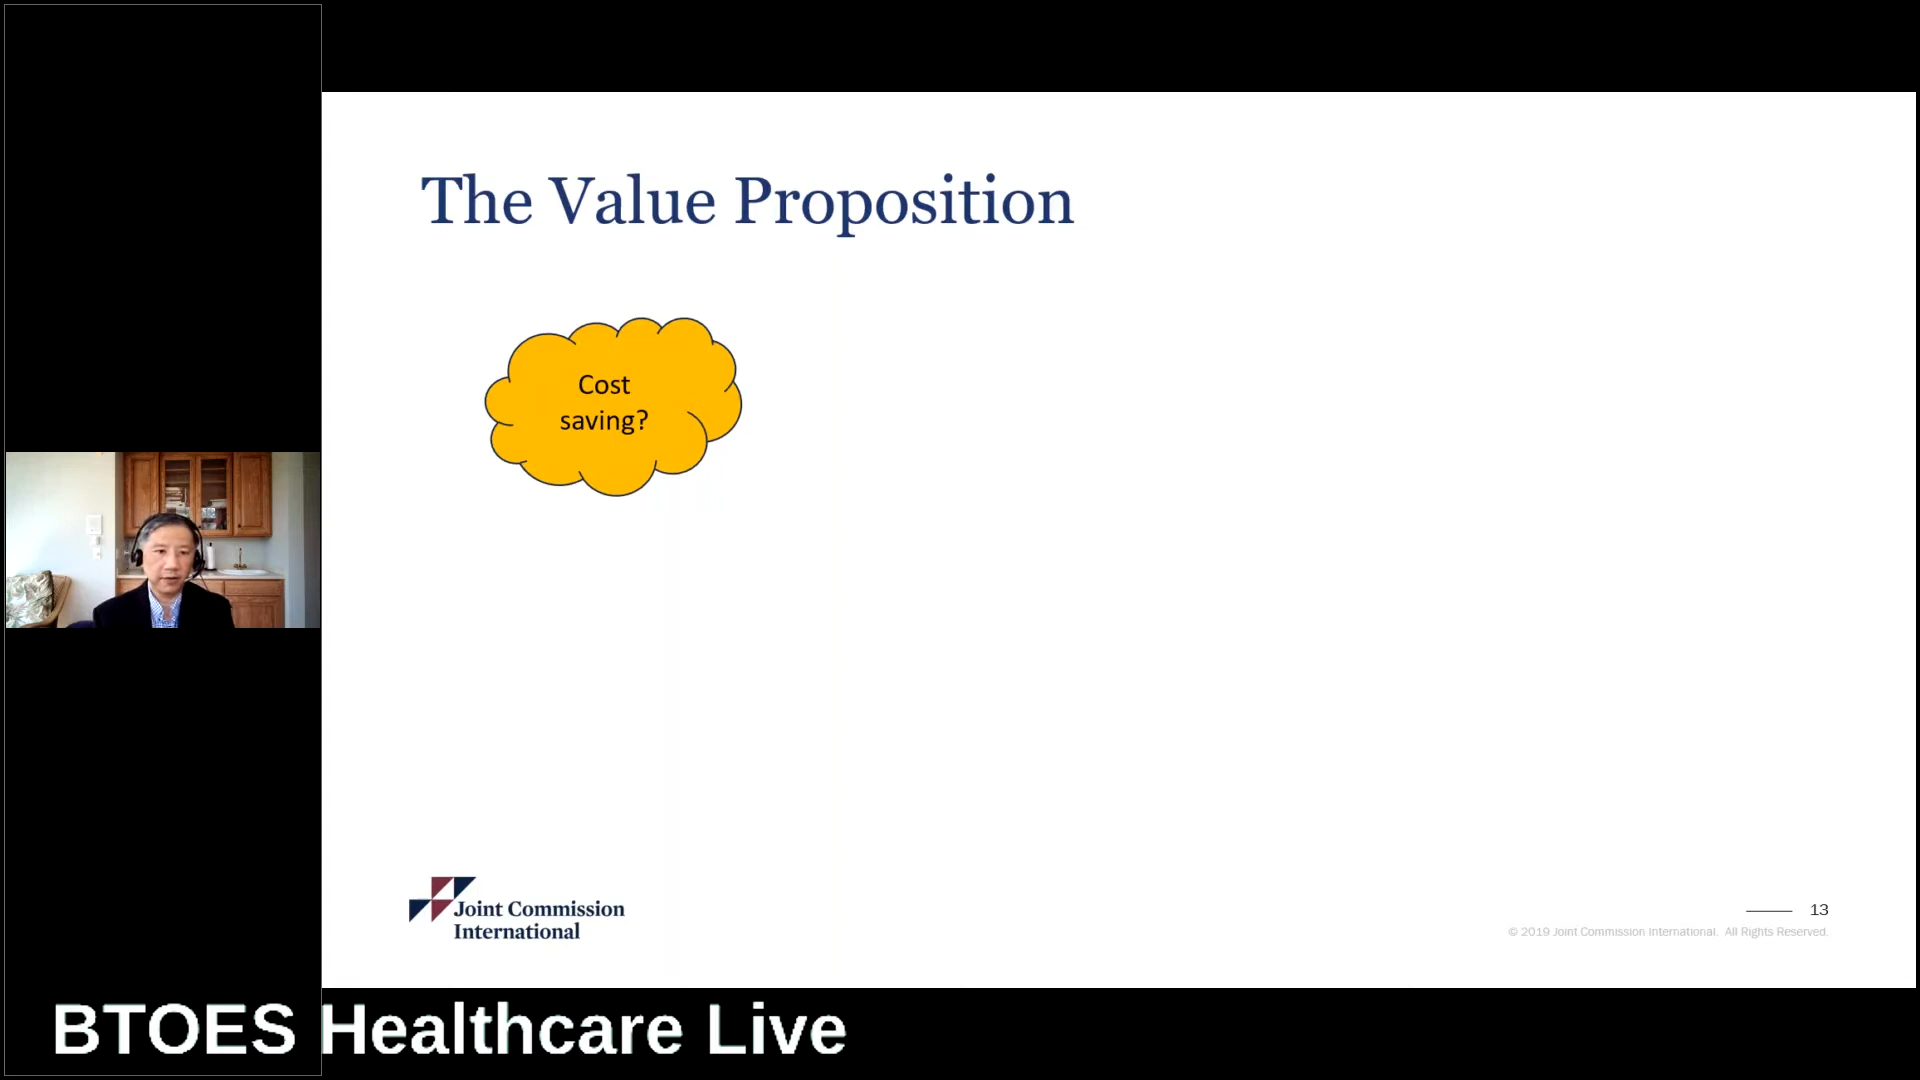 The Value Proposition
Cost
saving?
Joint Commission
International
13
© 2019 Joint Commission International. All Rights Reserved.
BTOES Healthcare Live